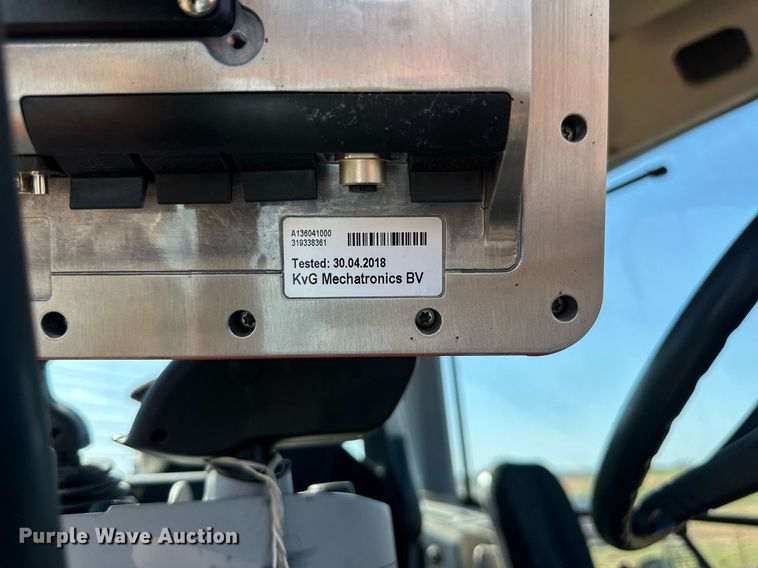 A136041000
319338361
Tested: 30.04.2018
KvG Mechatronics BV
Purple Wave Auction